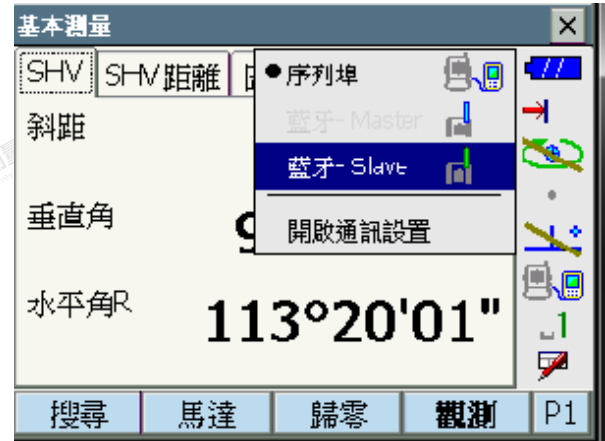 基本測量
SHV SHV距離
●序列埠
藍牙- Master
藍牙- Slave
開啟通訊設置
斜距
垂直角 9
水平角R 113°20'01"
1
搜尋 馬達 歸零 觀測 P1